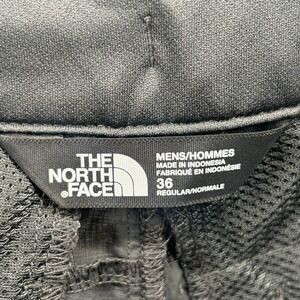 THE
NORTH
®FACE
MENS/HOMMES
MADE IN INDONESIA
FABRIQUÉ EN INDONÉSIE
36
REGULAR/NORMALE